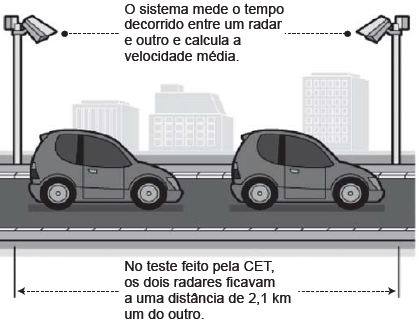 O sistema mede o tempo
decorrido entre um radar
e outro e calcula a
velocidade média.
No teste feito pela CET,
os dois radares ficavam
a uma distância de 2,1 km
um do outro.